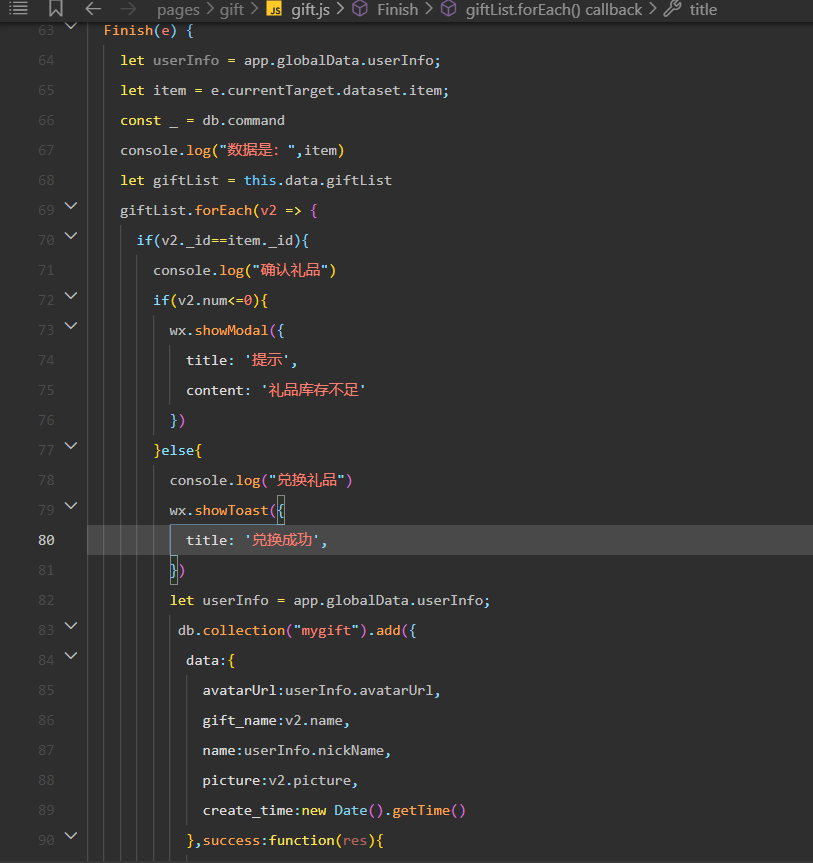 pages > gift > JS gift.js > Finish > giftList.forEach() callback > title
63 Finish(e) {
64 let userInfo = app.globalData.userInfo;
65 let item = e.currentTarget.dataset.item;
66 const _ = db.command
67 console.log("数据是：",item)
68 let giftList = this.data.giftList
69 giftList.forEach(v2 => {
70 if(v2._id==item._id){
71 console.log("确认礼品")
72 if(v2.num<=0){
73 wx.showModal({
74 title: '提示',
75 content: '礼品库存不足'
76 })
77 }else{
78 console.log("兑换礼品")
79 wx.showToast({
80 title: '兑换成功',
81 })
82 let userInfo = app.globalData.userInfo;
83 db.collection("mygift").add({
84 data:{
85 avatarUrl:userInfo.avatarUrl,
86 gift_name:v2.name,
87 name:userInfo.nickName,
88 picture:v2.picture,
89 create_time:new Date().getTime()
90 },success:function(res){